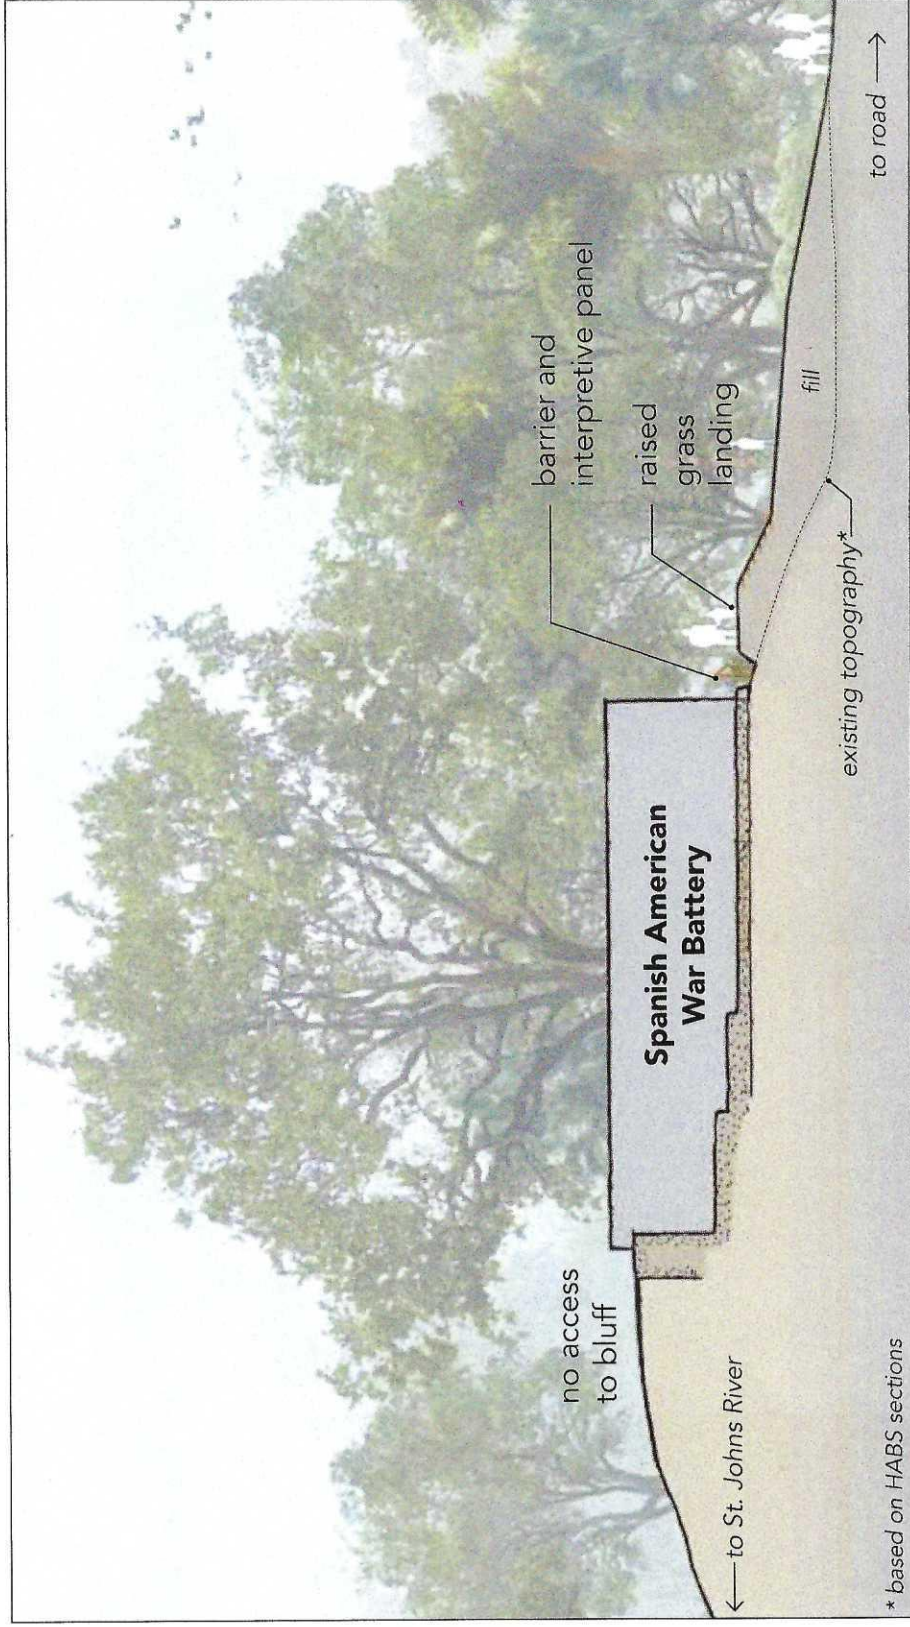 no access
to bluff
Spanish American
War Battery
barrier and
interpretive panel
raised
grass
landing
fill
existing topography*
←to St. Johns River
to road →
* based on HABS sections